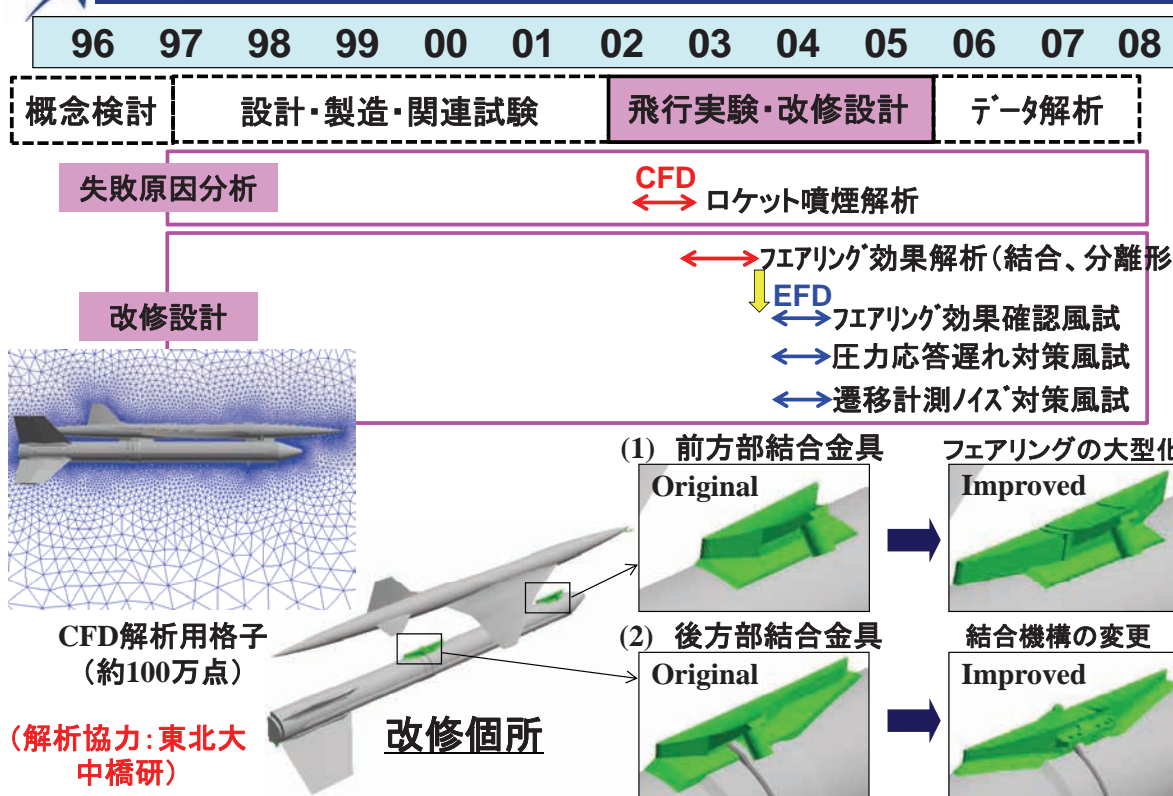 96 97 98 99 00 01 02 03 04 05 06 07 08
概念検討 設計・製造・関連試験 飛行実験・改修設計 データ解析
失敗原因分析
CFD
ロケット噴煙解析
フエアリング効果解析(結合、分離形
改修設計
EFD
フエアリング効果確認風試
圧力応答遅れ対策風試
遷移計測ノイズ対策風試
(1) 前方部結合金具 フェアリングの大型化
Original Improved
CFD解析用格子
(約100万点)
(2) 後方部結合金具 結合機構の変更
Original Improved
(解析協力:東北大
中橋研)
改修個所